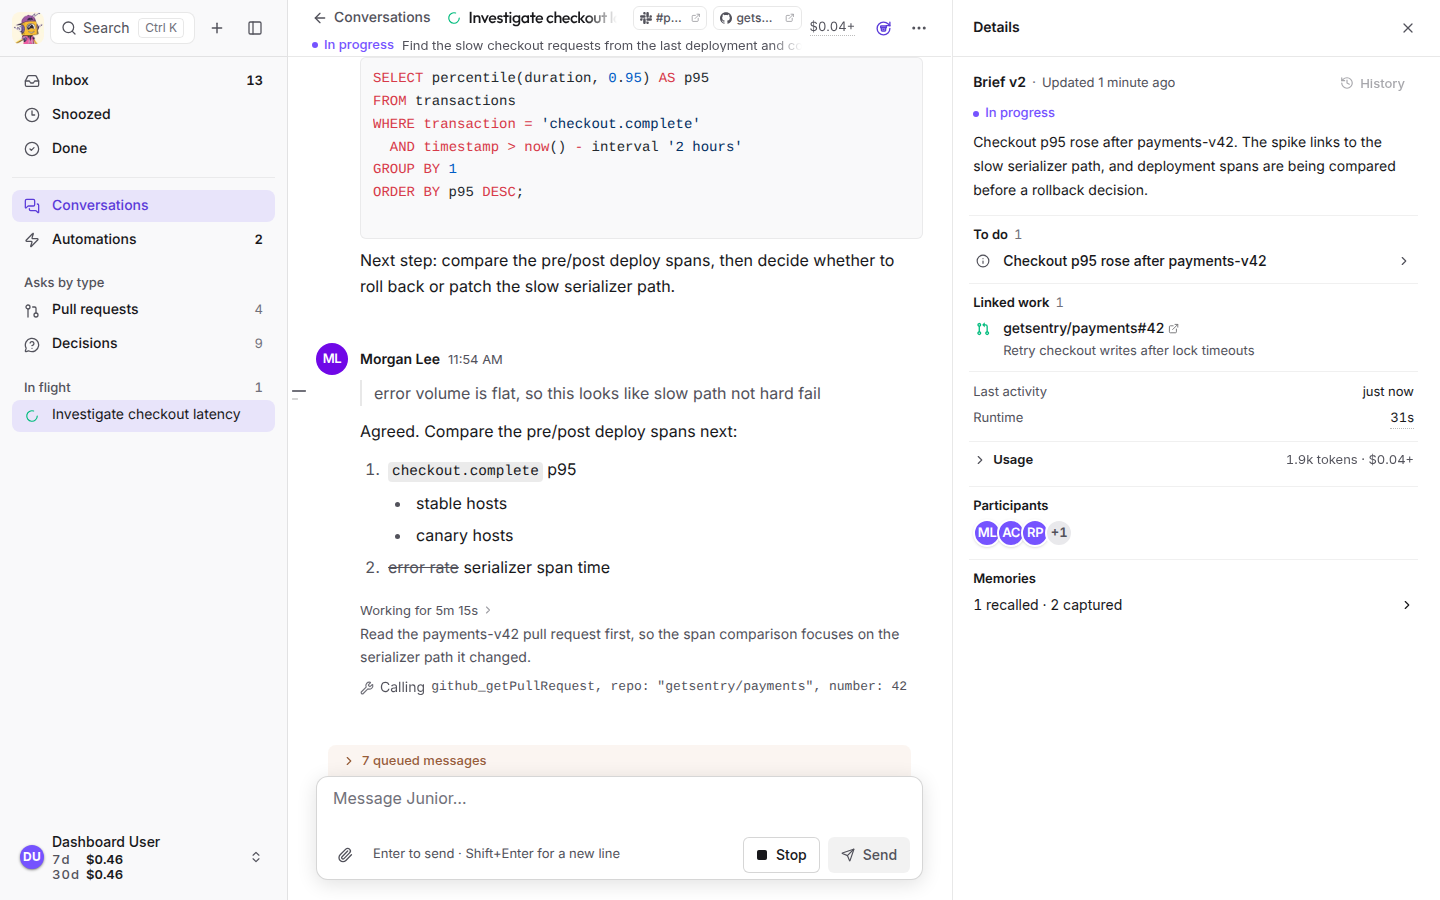 Search
Ctrl K
Inbox
13
Snoozed
Done
Conversations
Automations
2
Asks by type
Pull requests
4
Decisions
9
In flight
1
Investigate checkout latency
Dashboard User
7d $0.46
30d $0.46
DU
Conversations
Investigate checkout
#p...
gets...
$0.04+
In progress
Find the slow checkout requests from the last deployment and
SELECT percentile(duration, 0.95) AS p95
FROM transactions
WHERE transaction = 'checkout.complete'
AND timestamp > now() - interval '2 hours'
GROUP BY 1
ORDER BY p95 DESC;
Next step: compare the pre/post deploy spans, then decide whether to
roll back or patch the slow serializer path.
ML
Morgan Lee 11:54 AM
error volume is flat, so this looks like slow path not hard fail
Agreed. Compare the pre/post deploy spans next:
1. checkout.complete p95
• stable hosts
• canary hosts
2. error rate serializer span time
Working for 5m 15s
Read the payments-v42 pull request first, so the span comparison focuses on the
serializer path it changed.
Calling github_getPullRequest, repo: "getsentry/payments", number: 42
7 queued messages
Message Junior...
Enter to send · Shift+Enter for a new line
Stop
Send
Details
Brief v2 · Updated 1 minute ago
History
In progress
Checkout p95 rose after payments-v42. The spike links to the
slow serializer path, and deployment spans are being compared
before a rollback decision.
To do 1
Checkout p95 rose after payments-v42
Linked work 1
getsentry/payments#42
Retry checkout writes after lock timeouts
Last activity
just now
Runtime
31s
Usage
1.9k tokens · $0.04+
Participants
ML
AC
RP
+1
Memories
1 recalled · 2 captured